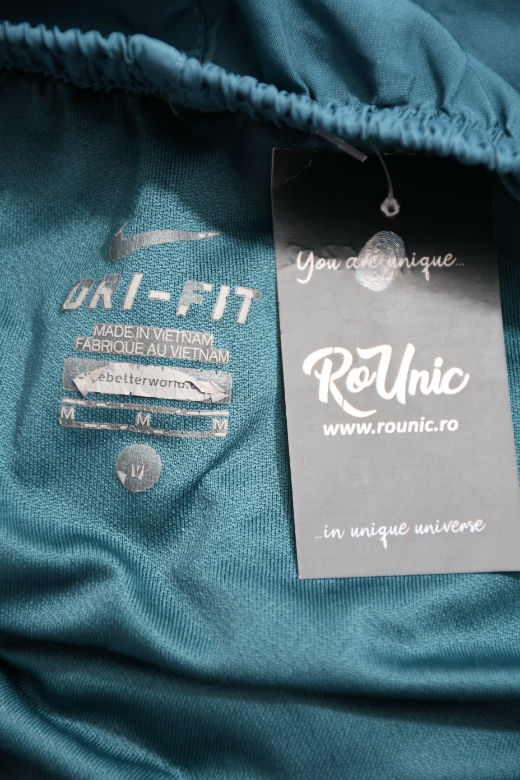 DRI-FIT
MADE IN VIETNAM
FABRIQUE AU VIETNAM
ebetterworld.
M M M
17
You are unique...
RoUnic
www.rounic.ro
...in unique universe